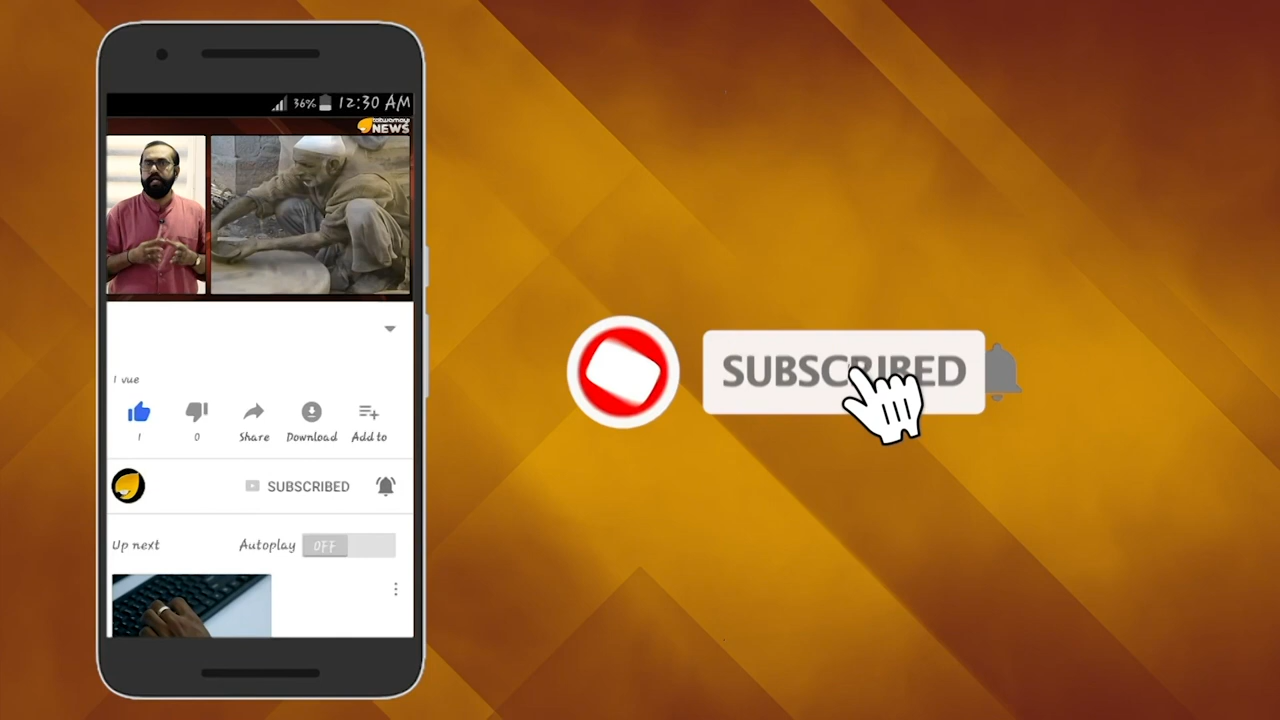 36% 12:30 AM
tatwamayi
NEWS
1 vue
1
0
Share
Download
Add to
SUBSCRIBED
Up next
Autoplay
OFF
SUBSCRIBED